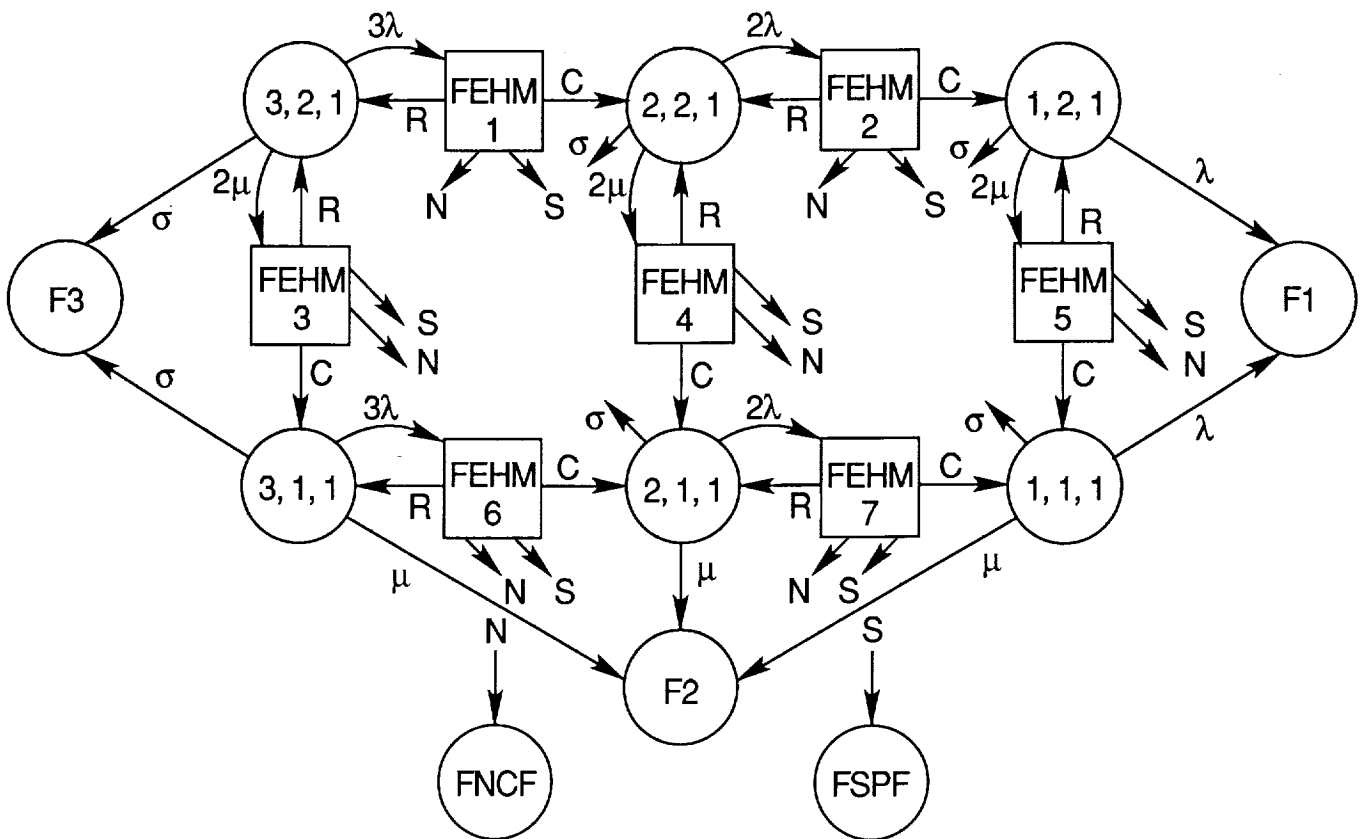 3λ
2λ
3, 2, 1
FEHM
1
C
R
2, 2, 1
FEHM
2
C
R
1, 2, 1
σ
σ
2μ
N
S
2μ
N
S
2μ
λ
σ
R
R
R
F3
FEHM
3
S
N
FEHM
4
S
N
FEHM
5
S
N
F1
σ
C
C
C
3λ
σ
2λ
σ
λ
3, 1, 1
FEHM
6
C
R
2, 1, 1
FEHM
7
C
R
1, 1, 1
μ
N
S
μ
N
S
μ
N
S
F2
FNCF
FSPF